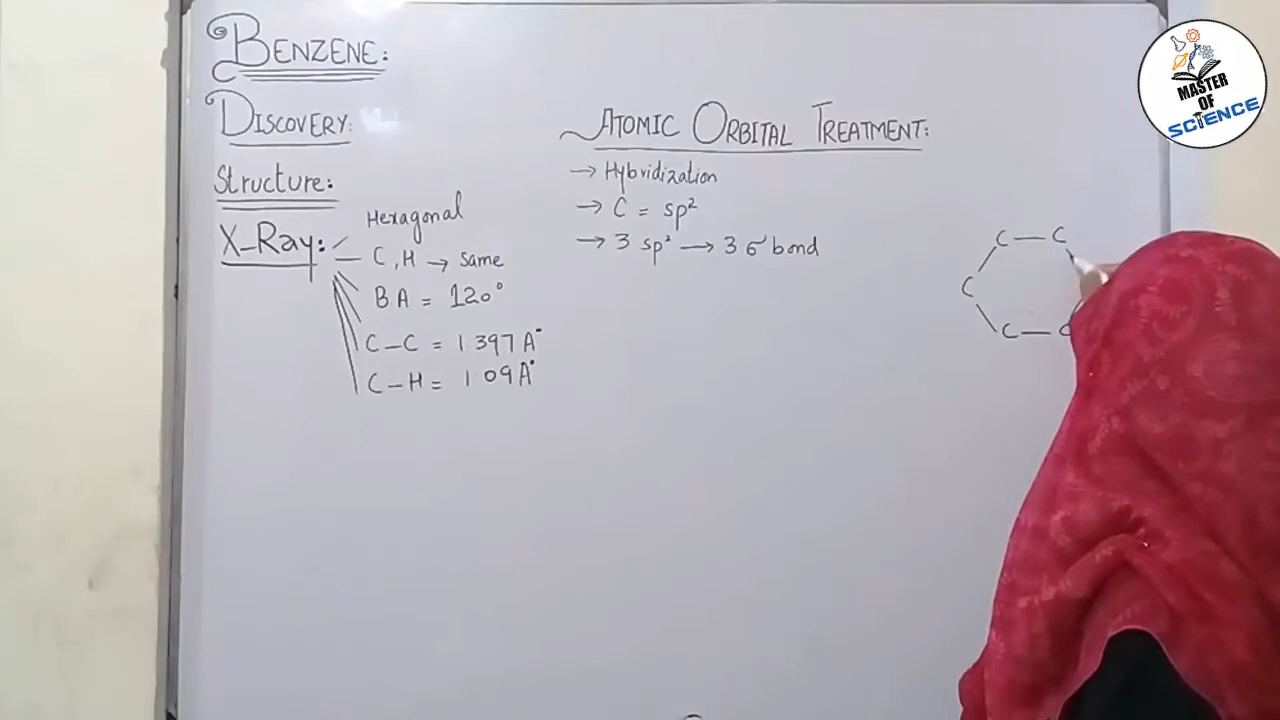 BENZENE:
DISCOVERY:
Structure:
X-Ray:
Hexagonal
C, H → same
BA = 120°
C–C = 1.397 A°
C–H = 1.09 A°
ATOMIC ORBITAL TREATMENT:
→ Hybridization
→ C = sp²
→ 3 sp² → 3 σ bond
C — C
C
C — C
MASTER
OF
SCIENCE